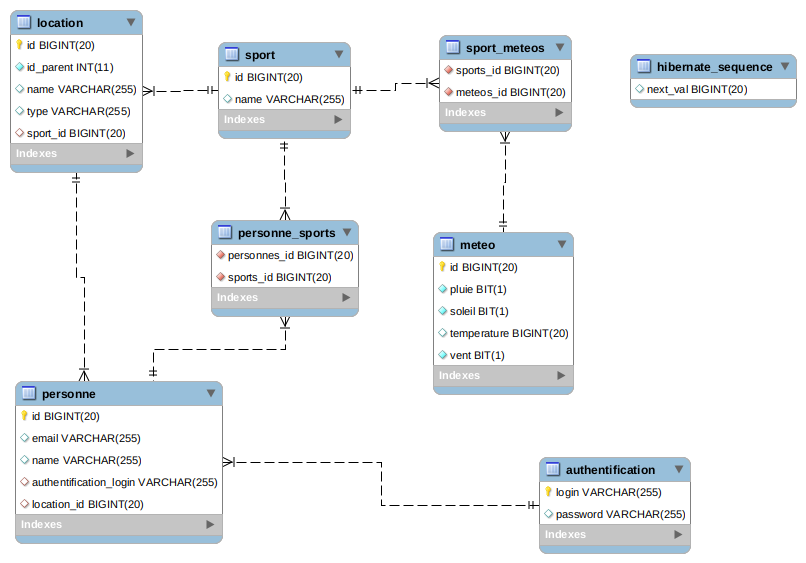 location
id BIGINT(20)
id_parent INT(11)
name VARCHAR(255)
type VARCHAR(255)
sport_id BIGINT(20)
Indexes
sport
id BIGINT(20)
name VARCHAR(255)
Indexes
sport_meteos
sports_id BIGINT(20)
meteos_id BIGINT(20)
Indexes
hibernate_sequence
next_val BIGINT(20)
personne_sports
personnes_id BIGINT(20)
sports_id BIGINT(20)
Indexes
meteo
id BIGINT(20)
pluie BIT(1)
soleil BIT(1)
temperature BIGINT(20)
vent BIT(1)
Indexes
personne
id BIGINT(20)
email VARCHAR(255)
name VARCHAR(255)
authentification_login VARCHAR(255)
location_id BIGINT(20)
Indexes
authentification
login VARCHAR(255)
password VARCHAR(255)
Indexes